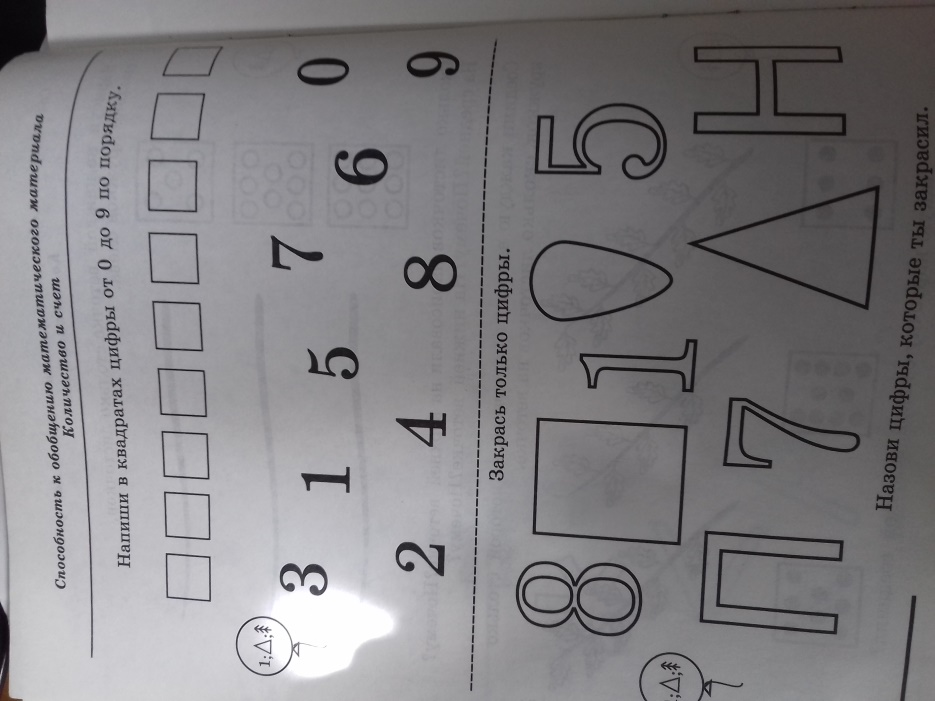 Способность к обобщению математического материала
Количество и счет
Напиши в квадратах цифры от 0 до 9 по порядку.
1;△;
3 1 5 7 6 0
2 4 8 9
Закрась только цифры.
8 1 5
П 7 Н
Назови цифры, которые ты закрасил.